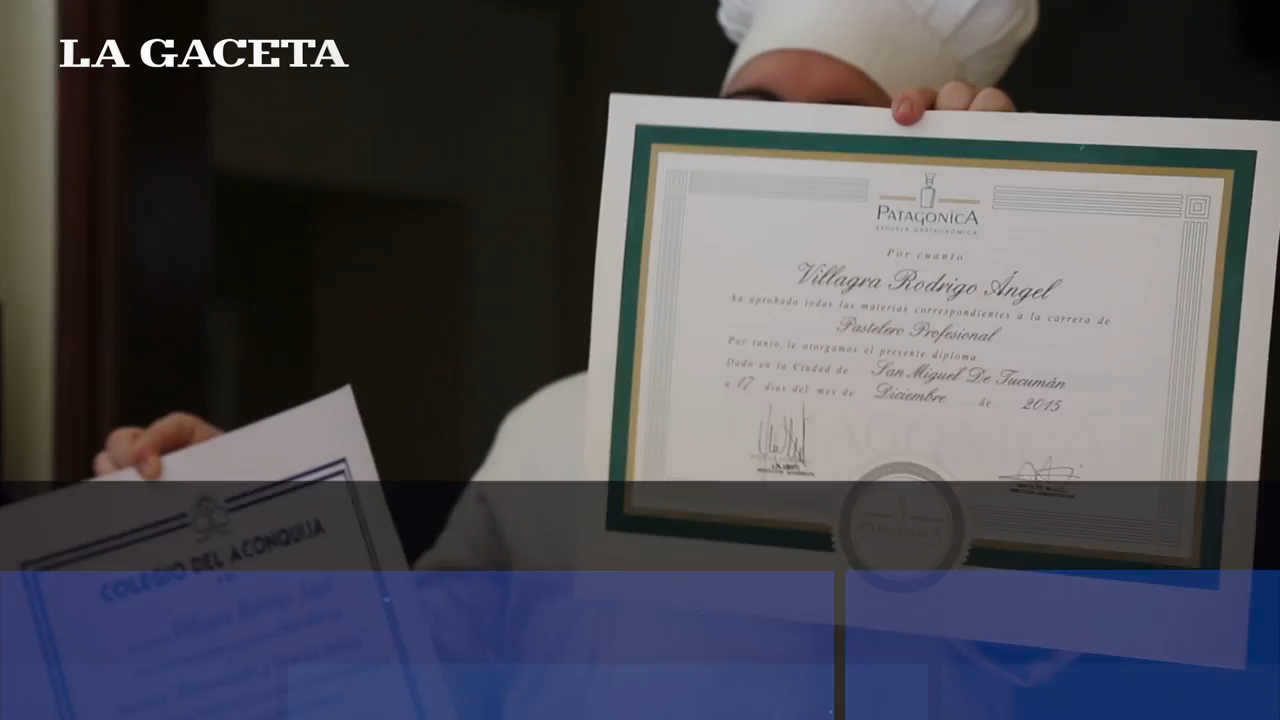 LA GACETA
PATAGONICA
ESCUELA GASTRONOMICA
Por cuanto
Villagra Rodrigo Ángel
ha aprobado todas las materias correspondientes a la carrera de
Pastelero Profesional
Por tanto, le otorgamos el presente diploma.
Dado en la Ciudad de San Miguel De Tucumán
a 17 dias del mes de Diciembre de 2015
PATAGONICA
COLEGIO DEL ACONQUIJA